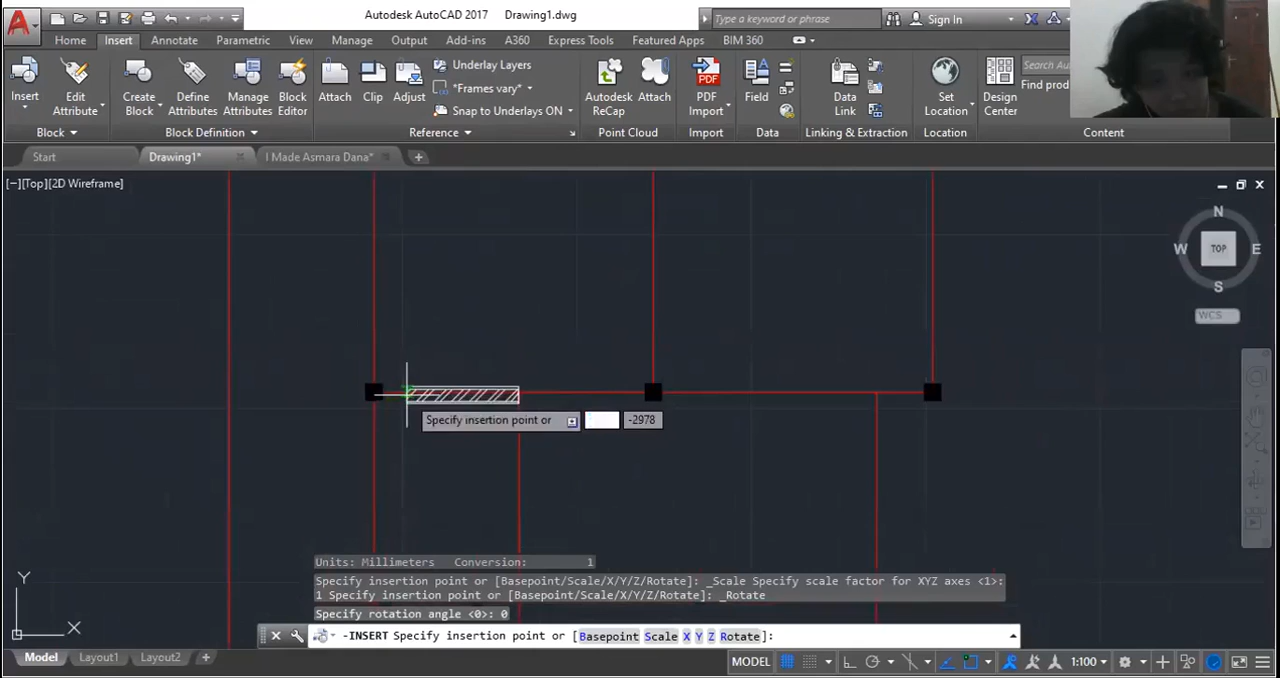 Autodesk AutoCAD 2017 Drawing1.dwg
Type a keyword or phrase
Sign In
Home Insert Annotate Parametric View Manage Output Add-ins A360 Express Tools Featured Apps BIM 360
Insert
Edit Attribute
Create Block
Define Attributes
Manage Attributes
Block Editor
Attach
Clip
Adjust
Underlay Layers
*Frames vary*
Snap to Underlays ON
Autodesk ReCap
Attach
PDF Import
Field
Data Link
Set Location
Design Center
Block Block Definition Reference Point Cloud Import Data Linking & Extraction Location Content
Start Drawing1* I Made Asmara Dana*
[−][Top][2D Wireframe]
N
W TOP E
S
WCS
Specify insertion point or -2978
Units: Millimeters Conversion: 1
Specify insertion point or [Basepoint/Scale/X/Y/Z/Rotate]: _Scale Specify scale factor for XYZ axes <1>:
1 Specify insertion point or [Basepoint/Scale/X/Y/Z/Rotate]: _Rotate
Specify rotation angle <0>: 0
-INSERT Specify insertion point or [Basepoint Scale X Y Z Rotate]:
Y
X
Model Layout1 Layout2 +
MODEL 1:100